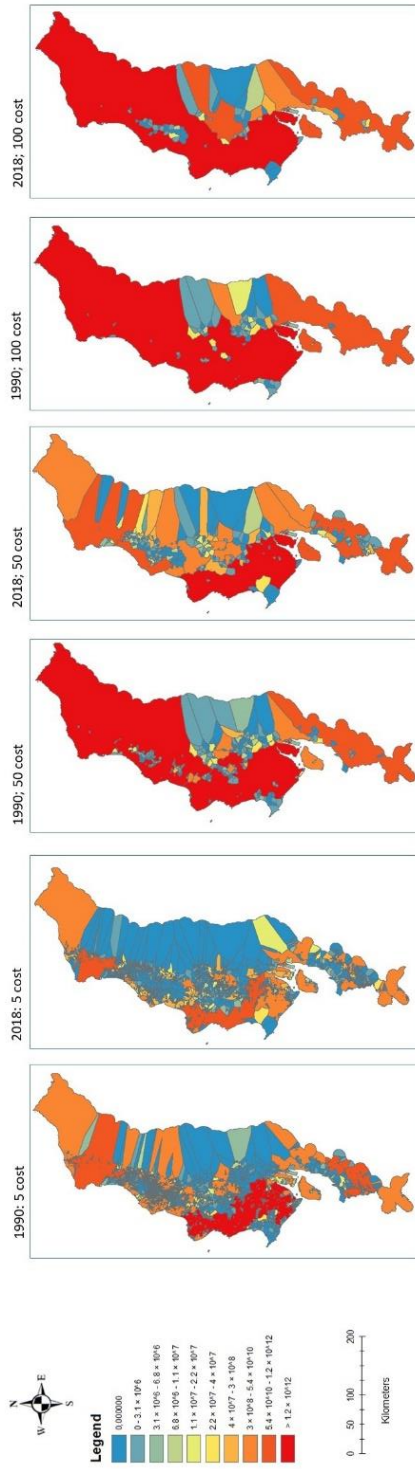 N
W E
S
Legend
0,000000
0 - 3.1 × 10^6
3.1 × 10^6 - 6.8 × 10^6
6.8 × 10^6 - 1.1 × 10^7
1.1 × 10^7 - 2.2 × 10^7
2.2 × 10^7 - 4 × 10^7
4 × 10^7 - 3 × 10^8
3 × 10^8 - 5.4 × 10^10
5.4 × 10^10 - 1.2 × 10^12
> 1.2 × 10^12
0 50 100 200
Kilometers
1990; 5 cost
2018: 5 cost
1990; 50 cost
2018; 50 cost
1990; 100 cost
2018; 100 cost